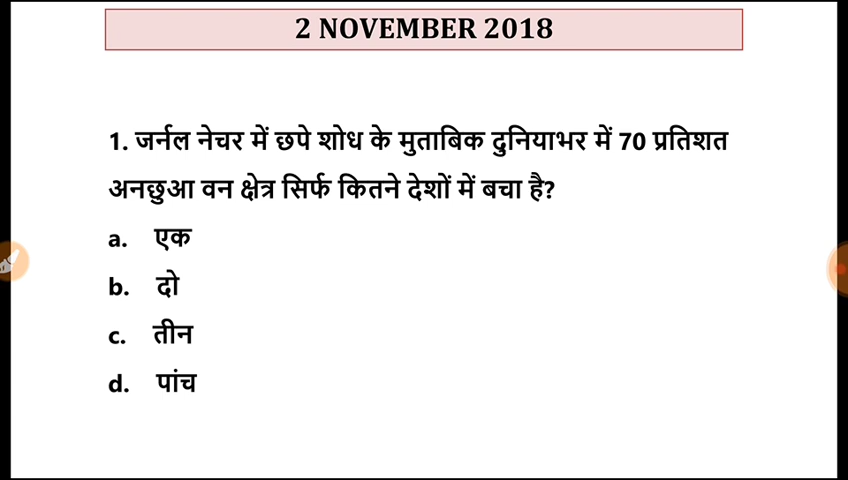 2 NOVEMBER 2018
1. जर्नल नेचर में छपे शोध के मुताबिक दुनियाभर में 70 प्रतिशत
अनछुआ वन क्षेत्र सिर्फ कितने देशों में बचा है?
a. एक
b. दो
c. तीन
d. पांच